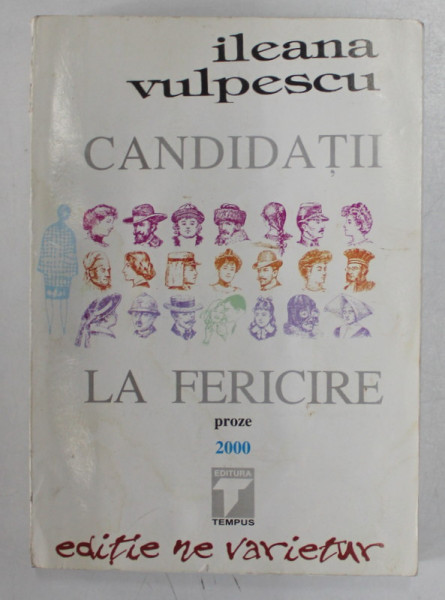 ileana
vulpescu
CANDIDAȚII
LA FERICIRE
proze
2000
EDITURA
T
TEMPUS
ediție ne varietur